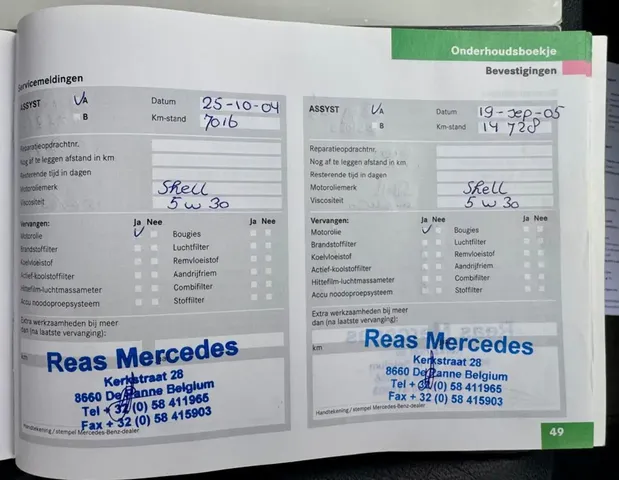 Onderhoudsboekje
Bevestigingen
Servicemeldingen
ASSYST A
B
Datum 25-10-04
Km-stand 7016
Reparatieopdrachtnr.
Nog af te leggen afstand in km
Resterende tijd in dagen
Motoroliemerk Shell
Viscositeit 5 w 30
Vervangen: Ja Nee Ja Nee
Motorolie Bougies
Brandstoffilter Luchtfilter
Koelvloeistof Remvloeistof
Actief-koolstoffilter Aandrijfriem
Hittefilm-luchtmassameter Combifilter
Accu noodoproepsysteem Stoffilter
Extra werkzaamheden bij meer
dan (na laatste vervanging):
km
Reas Mercedes
Kerkstraat 28
8660 De Panne Belgium
Tel + 32 (0) 58 411965
Fax + 32 (0) 58 415903
Handtekening / stempel Mercedes-Benz-dealer
ASSYST A
B
Datum 19-sep-05
Km-stand 14728
Reparatieopdrachtnr.
Nog af te leggen afstand in km
Resterende tijd in dagen
Motoroliemerk Shell
Viscositeit 5 w 30
Vervangen: Ja Nee Ja Nee
Motorolie Bougies
Brandstoffilter Luchtfilter
Koelvloeistof Remvloeistof
Actief-koolstoffilter Aandrijfriem
Hittefilm-luchtmassameter Combifilter
Accu noodoproepsysteem Stoffilter
Extra werkzaamheden bij meer
dan (na laatste vervanging):
km
Reas Mercedes
Kerkstraat 28
8660 De Panne Belgium
Tel + 32 (0) 58 411965
Fax + 32 (0) 58 415903
Handtekening / stempel Mercedes-Benz-dealer
49